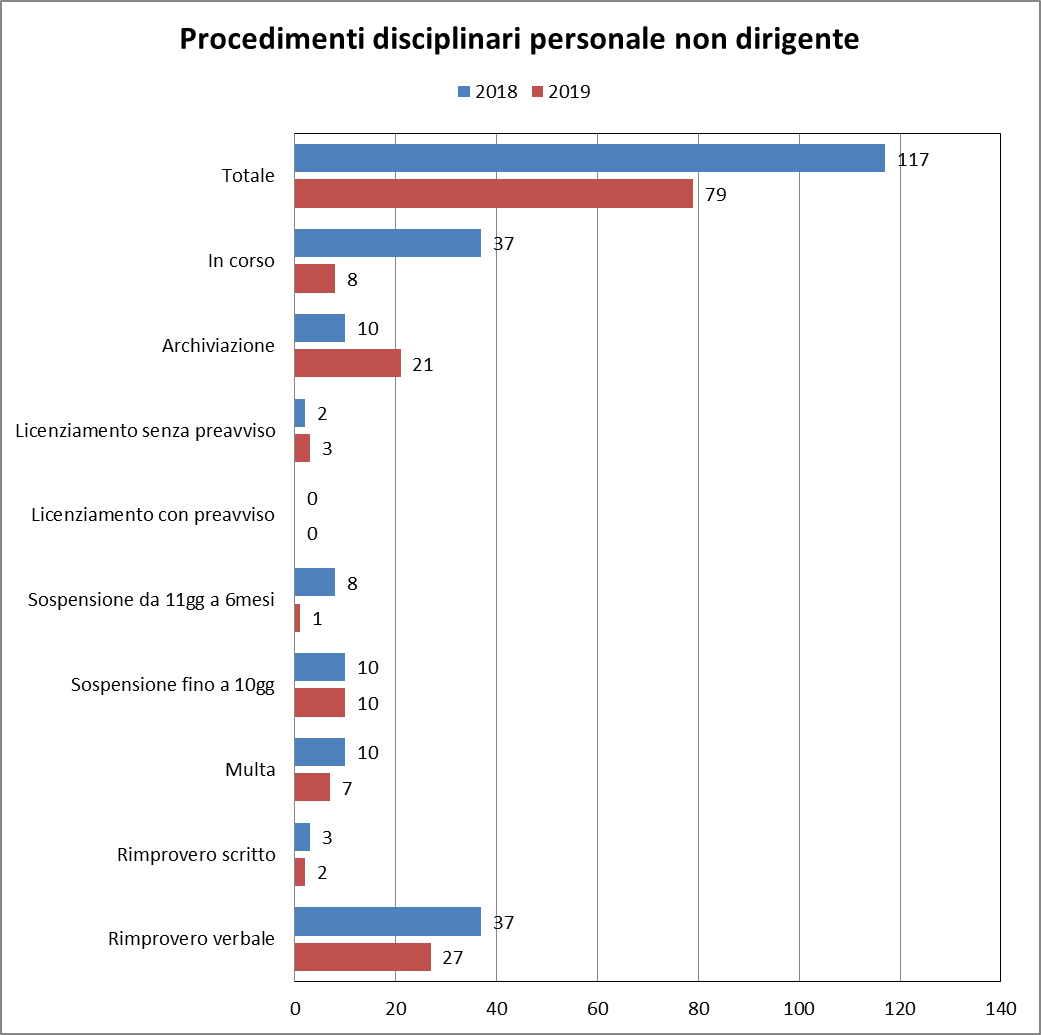 Procedimenti disciplinari personale non dirigente
2018 2019
Totale
117
79
In corso
37
8
Archiviazione
10
21
Licenziamento senza preavviso
2
3
Licenziamento con preavviso
0
0
Sospensione da 11gg a 6mesi
8
1
Sospensione fino a 10gg
10
10
Multa
10
7
Rimprovero scritto
3
2
Rimprovero verbale
37
27
0 20 40 60 80 100 120 140